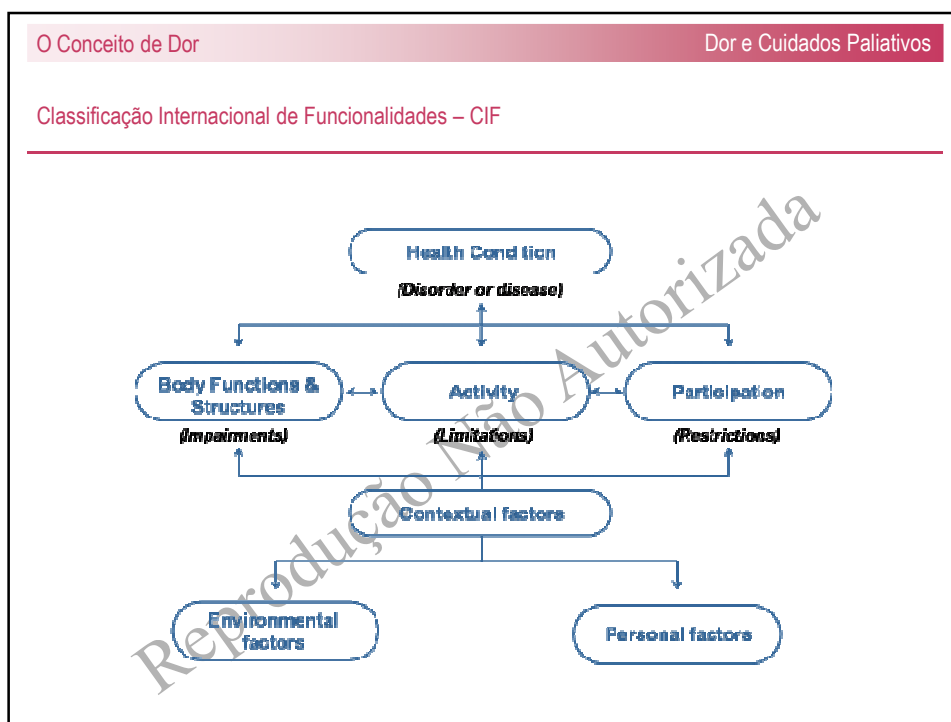 O Conceito de Dor
Dor e Cuidados Paliativos
Classificação Internacional de Funcionalidades – CIF
Health Condition
(Disorder or disease)
Body Functions &
Structures
(Impairments)
Activity
(Limitations)
Participation
(Restrictions)
Contextual factors
Environmental
factors
Personal factors
Reprodução Não Autorizada